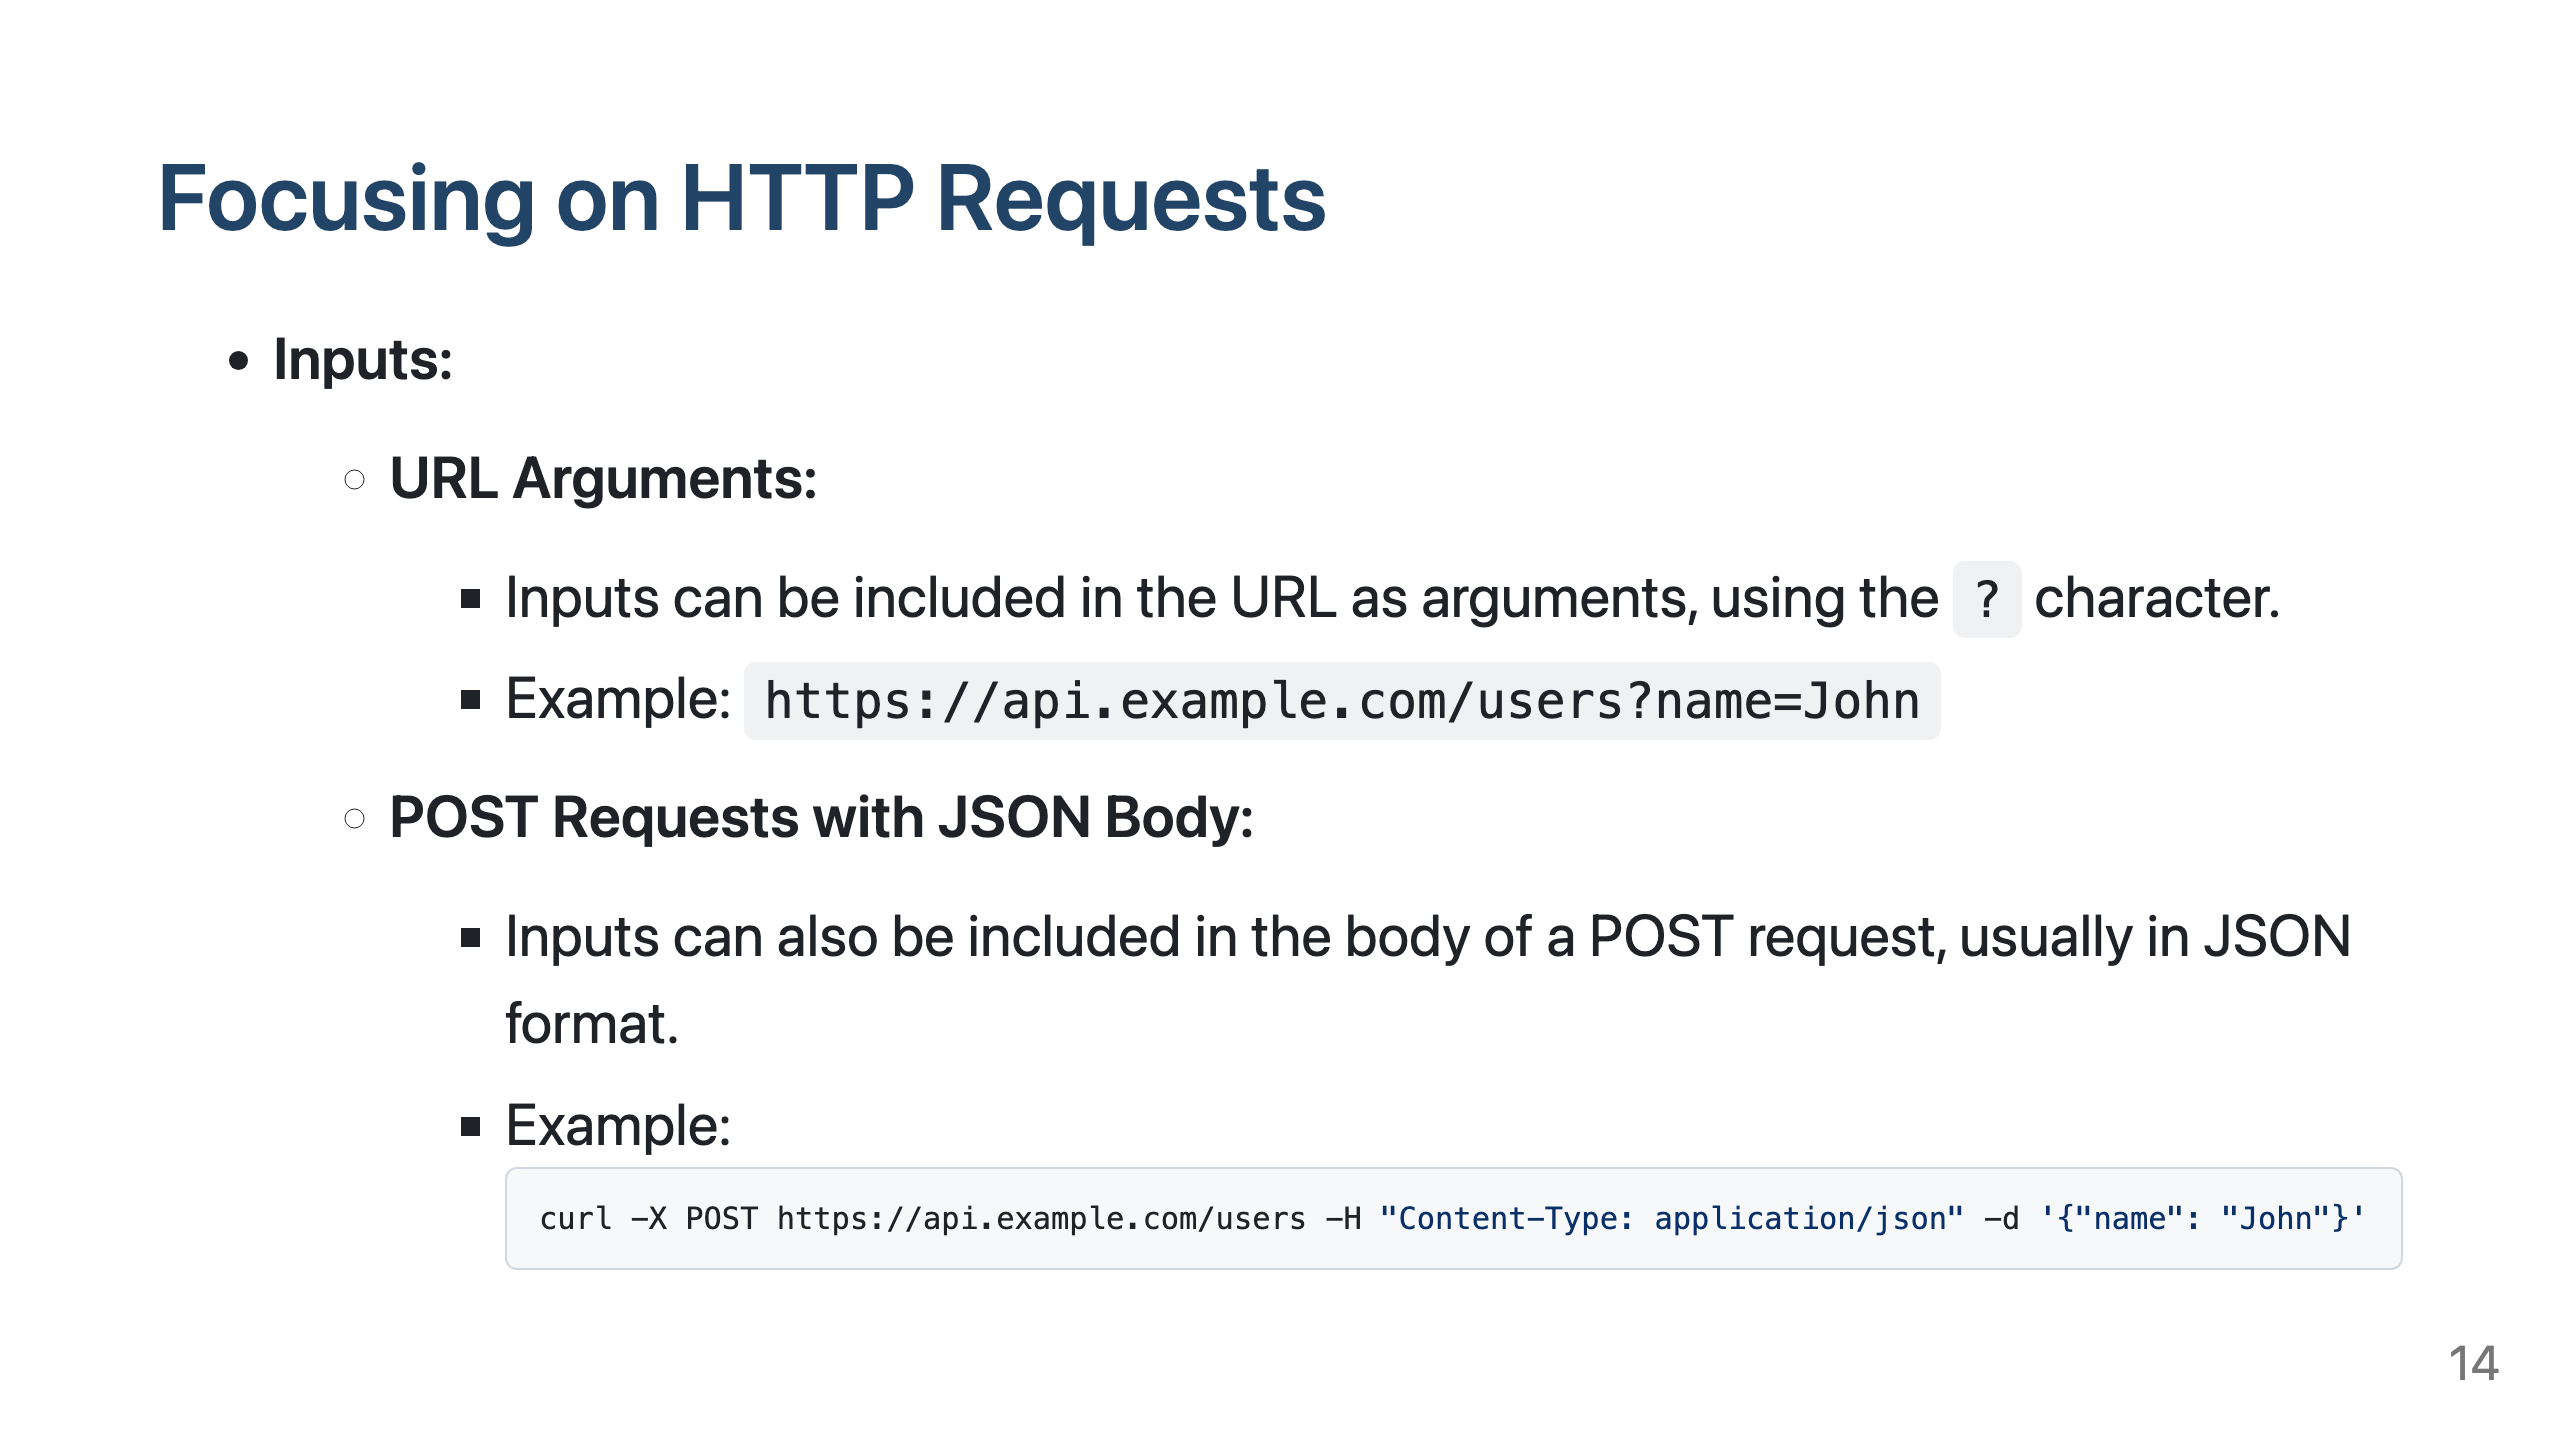 Focusing on HTTP Requests
Inputs:
URL Arguments:
Inputs can be included in the URL as arguments, using the ? character.
Example: https://api.example.com/users?name=John
POST Requests with JSON Body:
Inputs can also be included in the body of a POST request, usually in JSON
format.
Example:
curl -X POST https://api.example.com/users -H "Content-Type: application/json" -d '{"name": "John"}'
14